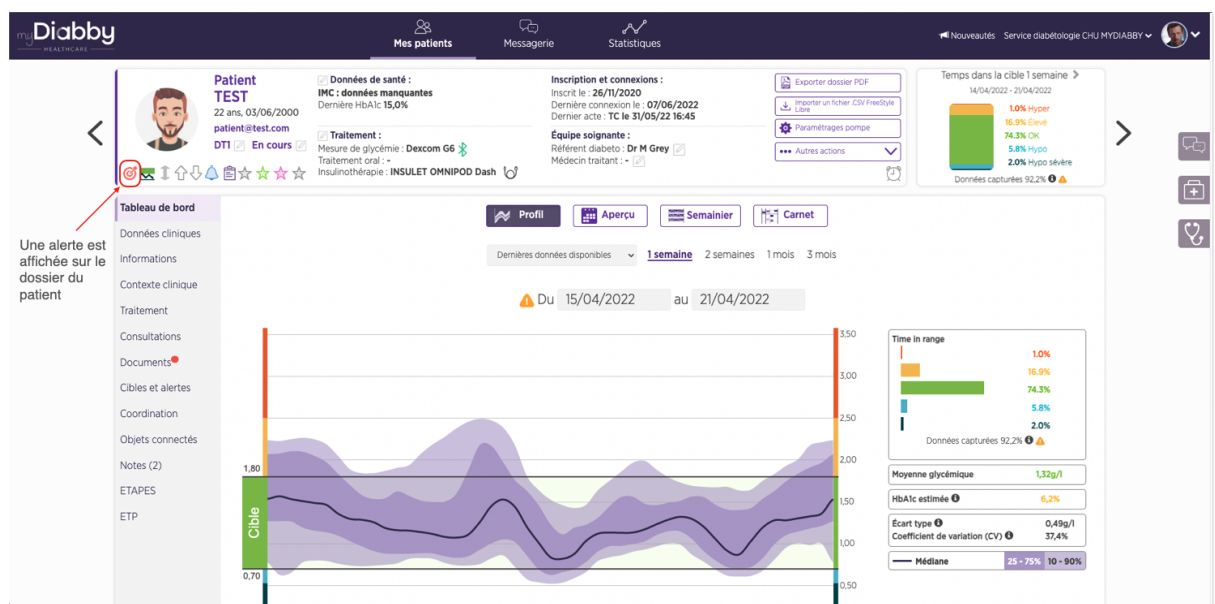 myDiabby
HEALTHCARE
Mes patients
Messagerie
Statistiques
Nouveautés
Service diabétologie CHU MYDIABBY
Patient
TEST
22 ans, 03/06/2000
patient@test.com
DT1 En cours
Données de santé :
IMC : données manquantes
Dernière HbA1c 15,0%
Traitement :
Mesure de glycémie : Dexcom G6
Traitement oral : -
Insulinothérapie : INSULET OMNIPOD Dash
Inscription et connexions :
Inscrit le : 26/11/2020
Dernière connexion le : 07/06/2022
Dernier acte : TC le 31/05/22 16:45
Équipe soignante :
Référent diabeto : Dr M Grey
Médecin traitant : -
Exporter dossier PDF
Importer un fichier .CSV FreeStyle
Libre
Paramétrages pompe
Autres actions
Temps dans la cible 1 semaine
14/04/2022 - 21/04/2022
1.0% Hyper
16.9% Élevé
74.3% OK
5.8% Hypo
2.0% Hypo sévère
Données capturées 92,2%
Une alerte est
affichée sur le
dossier du
patient
Tableau de bord
Données cliniques
Informations
Contexte clinique
Traitement
Consultations
Documents
Cibles et alertes
Coordination
Objets connectés
Notes (2)
ETAPES
ETP
Profil
Aperçu
Semainier
Carnet
Dernières données disponibles
1 semaine
2 semaines
1 mois
3 mois
Du 15/04/2022 au 21/04/2022
3,50
3,00
2,50
2,00
1,50
1,00
0,50
1,80
Cible
0,70
Time in range
1.0%
16.9%
74.3%
5.8%
2.0%
Données capturées 92,2%
Moyenne glycémique 1,32g/l
HbA1c estimée 6,2%
Écart type 0,49g/l
Coefficient de variation (CV) 37,4%
Médiane 25 - 75% 10 - 90%